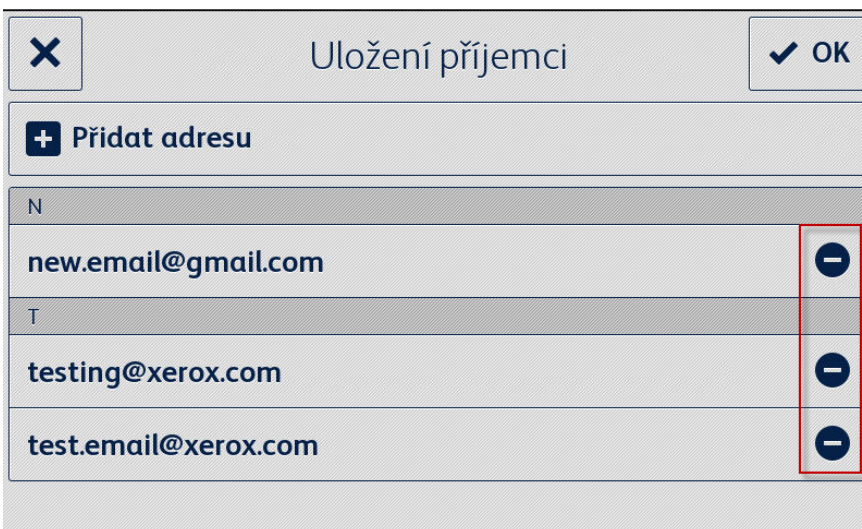 Uložení příjemci
OK
Přidat adresu
N
new.email@gmail.com
T
testing@xerox.com
test.email@xerox.com